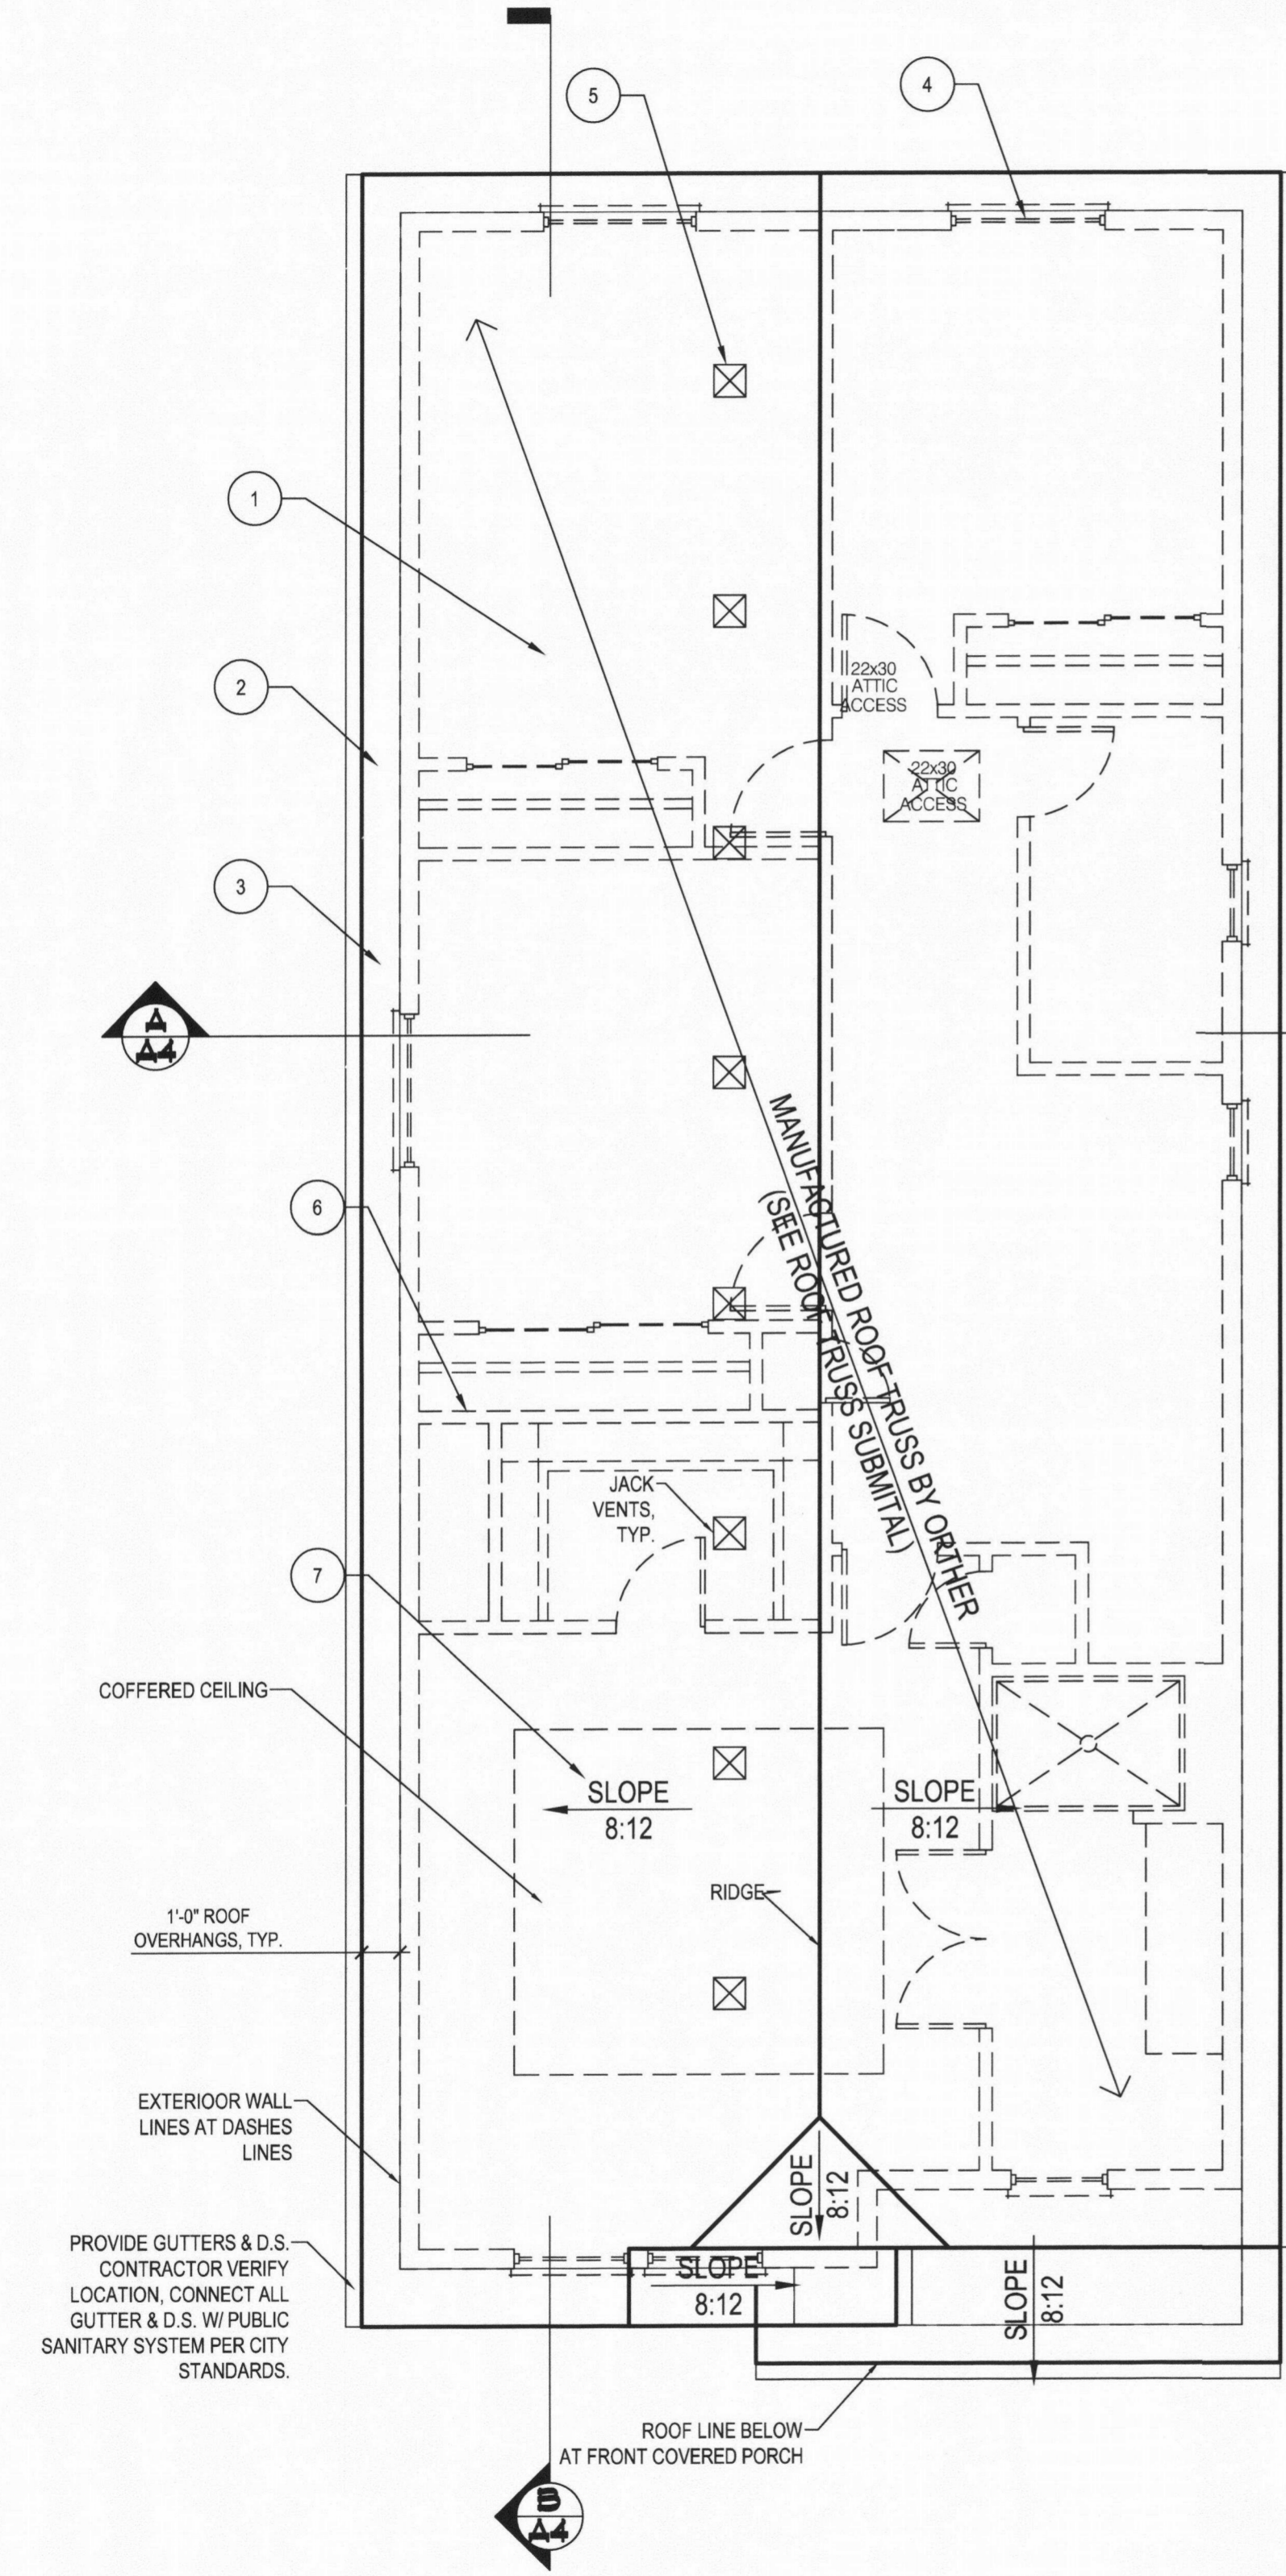 5
4
1
2
3
22x30
ATTIC
ACCESS
22x30
ATTIC
ACCESS
A
A4
MANUFACTURED ROOF TRUSS BY ORTHER
(SEE ROOF TRUSS SUBMITAL)
6
JACK
VENTS,
TYP.
7
COFFERED CEILING
SLOPE
8:12
SLOPE
8:12
RIDGE
1'-0" ROOF
OVERHANGS, TYP.
EXTERIOOR WALL
LINES AT DASHES
LINES
SLOPE
8:12
PROVIDE GUTTERS & D.S.
CONTRACTOR VERIFY
LOCATION, CONNECT ALL
GUTTER & D.S. W/ PUBLIC
SANITARY SYSTEM PER CITY
STANDARDS.
SLOPE
8:12
SLOPE
8:12
ROOF LINE BELOW
AT FRONT COVERED PORCH
B
A4